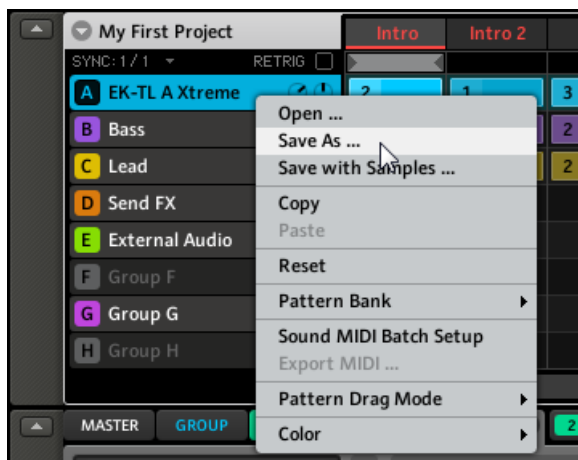 My First Project
Intro
Intro 2
SYNC: 1 / 1
RETRIG
A EK-TL A Xtreme
2
1
3
B Bass
2
C Lead
2
D Send FX
E External Audio
F Group F
G Group G
H Group H
Open ...
Save As ...
Save with Samples ...
Copy
Paste
Reset
Pattern Bank
Sound MIDI Batch Setup
Export MIDI ...
Pattern Drag Mode
Color
MASTER
GROUP
2